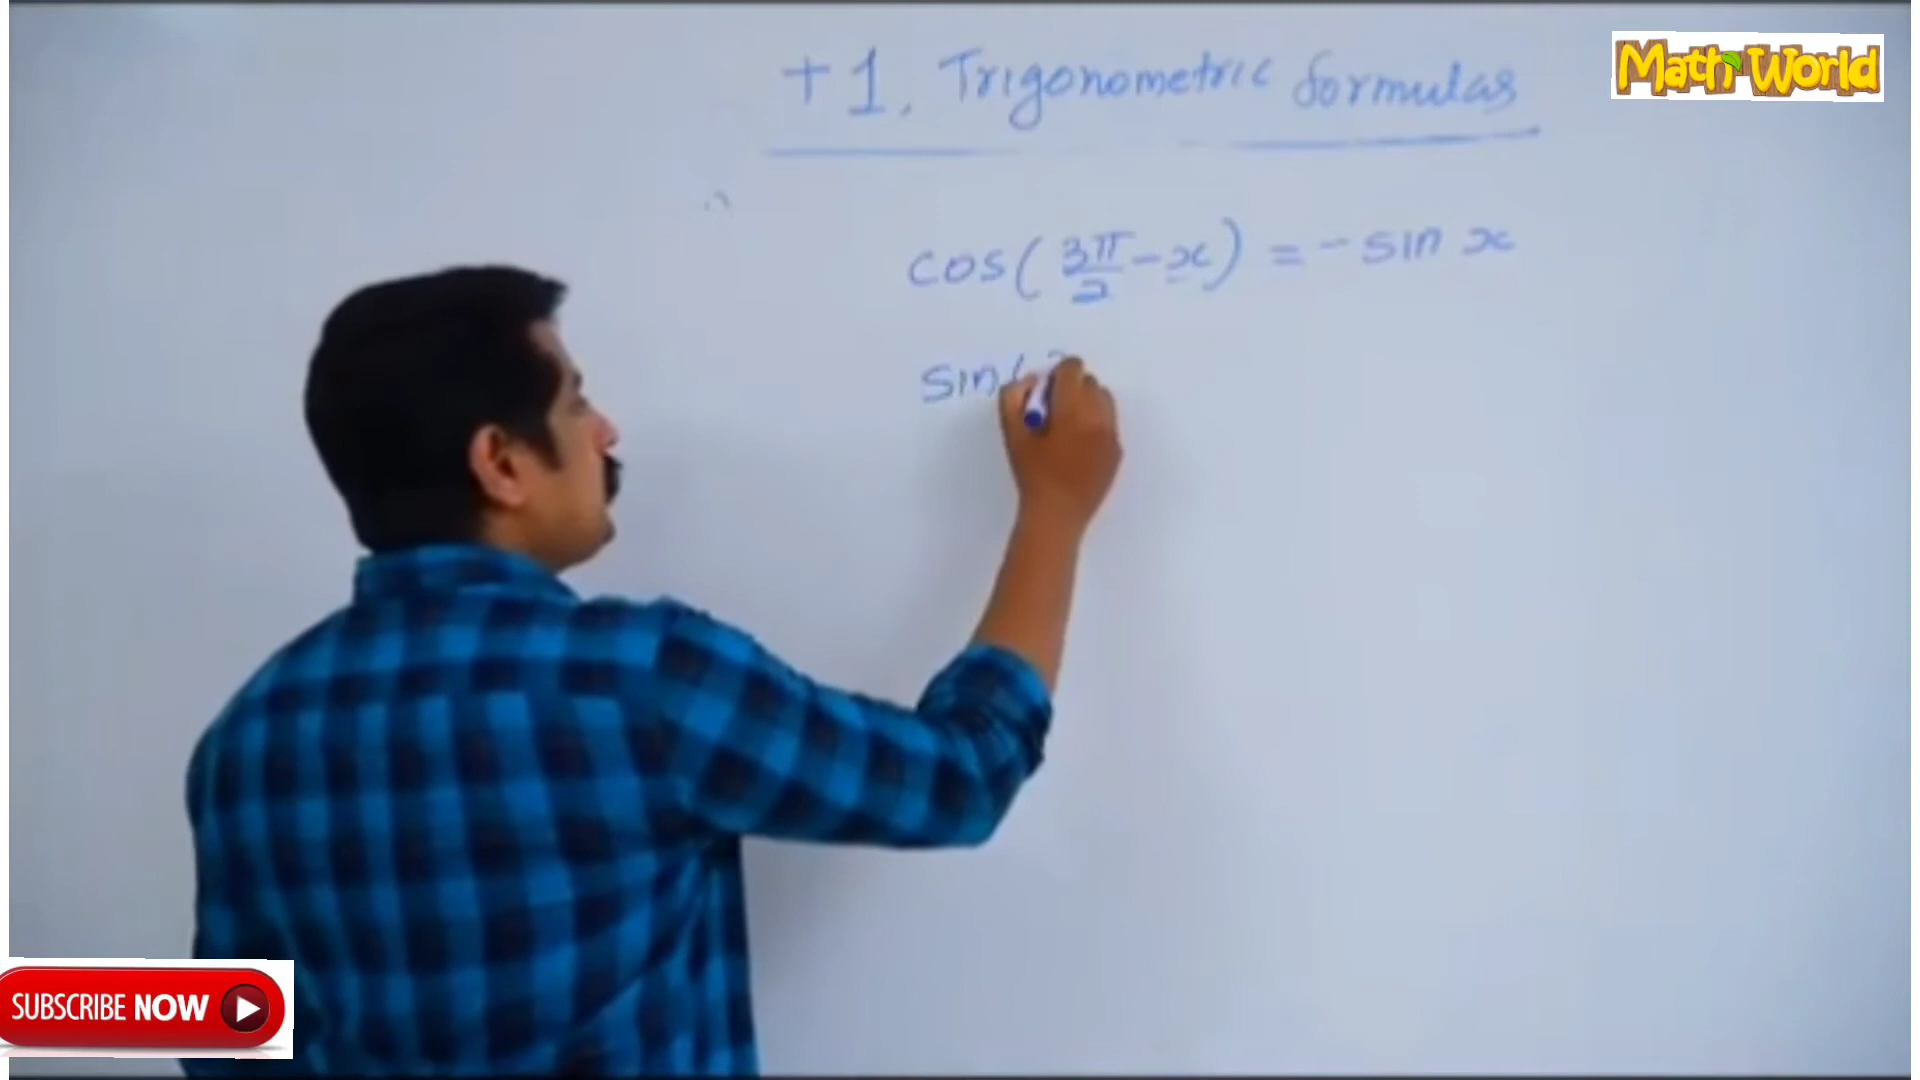 +1, Trigonometric formulas
Math World
cos(3π/2 - x) = - sin x
sin(
SUBSCRIBE NOW